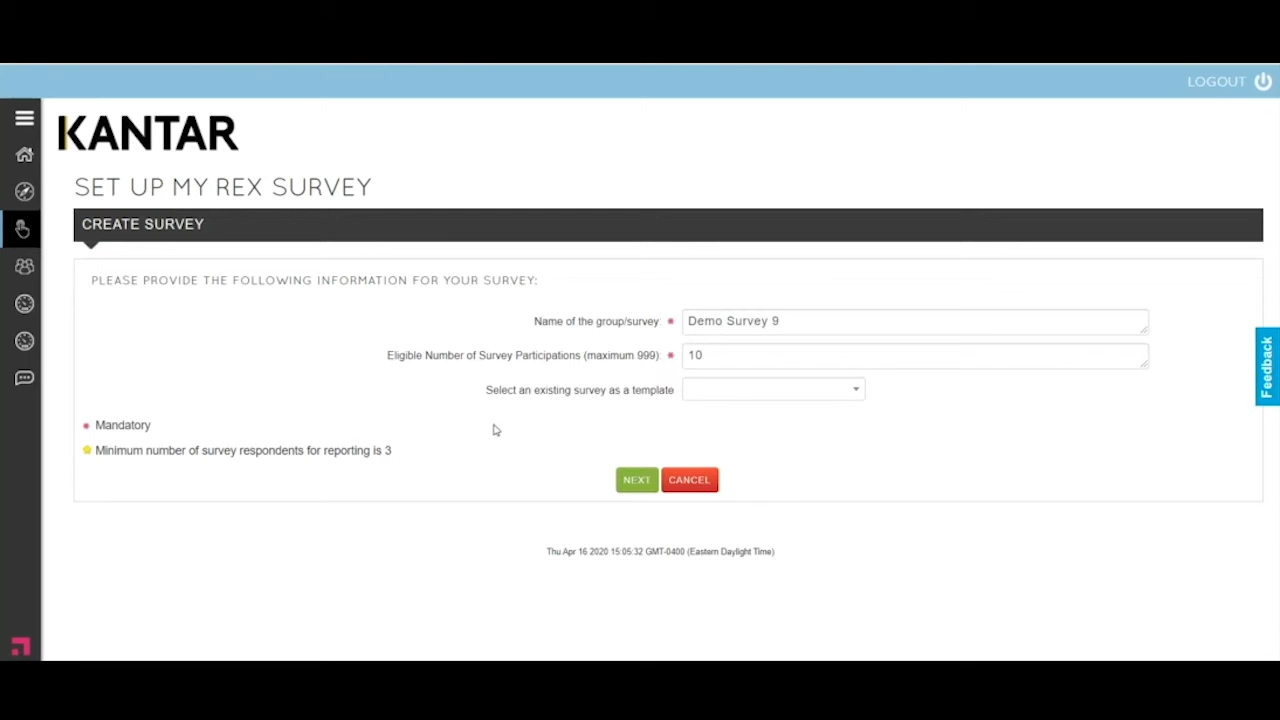 LOGOUT
KANTAR
SET UP MY REX SURVEY
CREATE SURVEY
PLEASE PROVIDE THE FOLLOWING INFORMATION FOR YOUR SURVEY:
Name of the group/survey: * Demo Survey 9
Eligible Number of Survey Participations (maximum 999): * 10
Select an existing survey as a template
* Mandatory
Minimum number of survey respondents for reporting is 3
NEXT CANCEL
Feedback
Thu Apr 16 2020 15:05:32 GMT-0400 (Eastern Daylight Time)